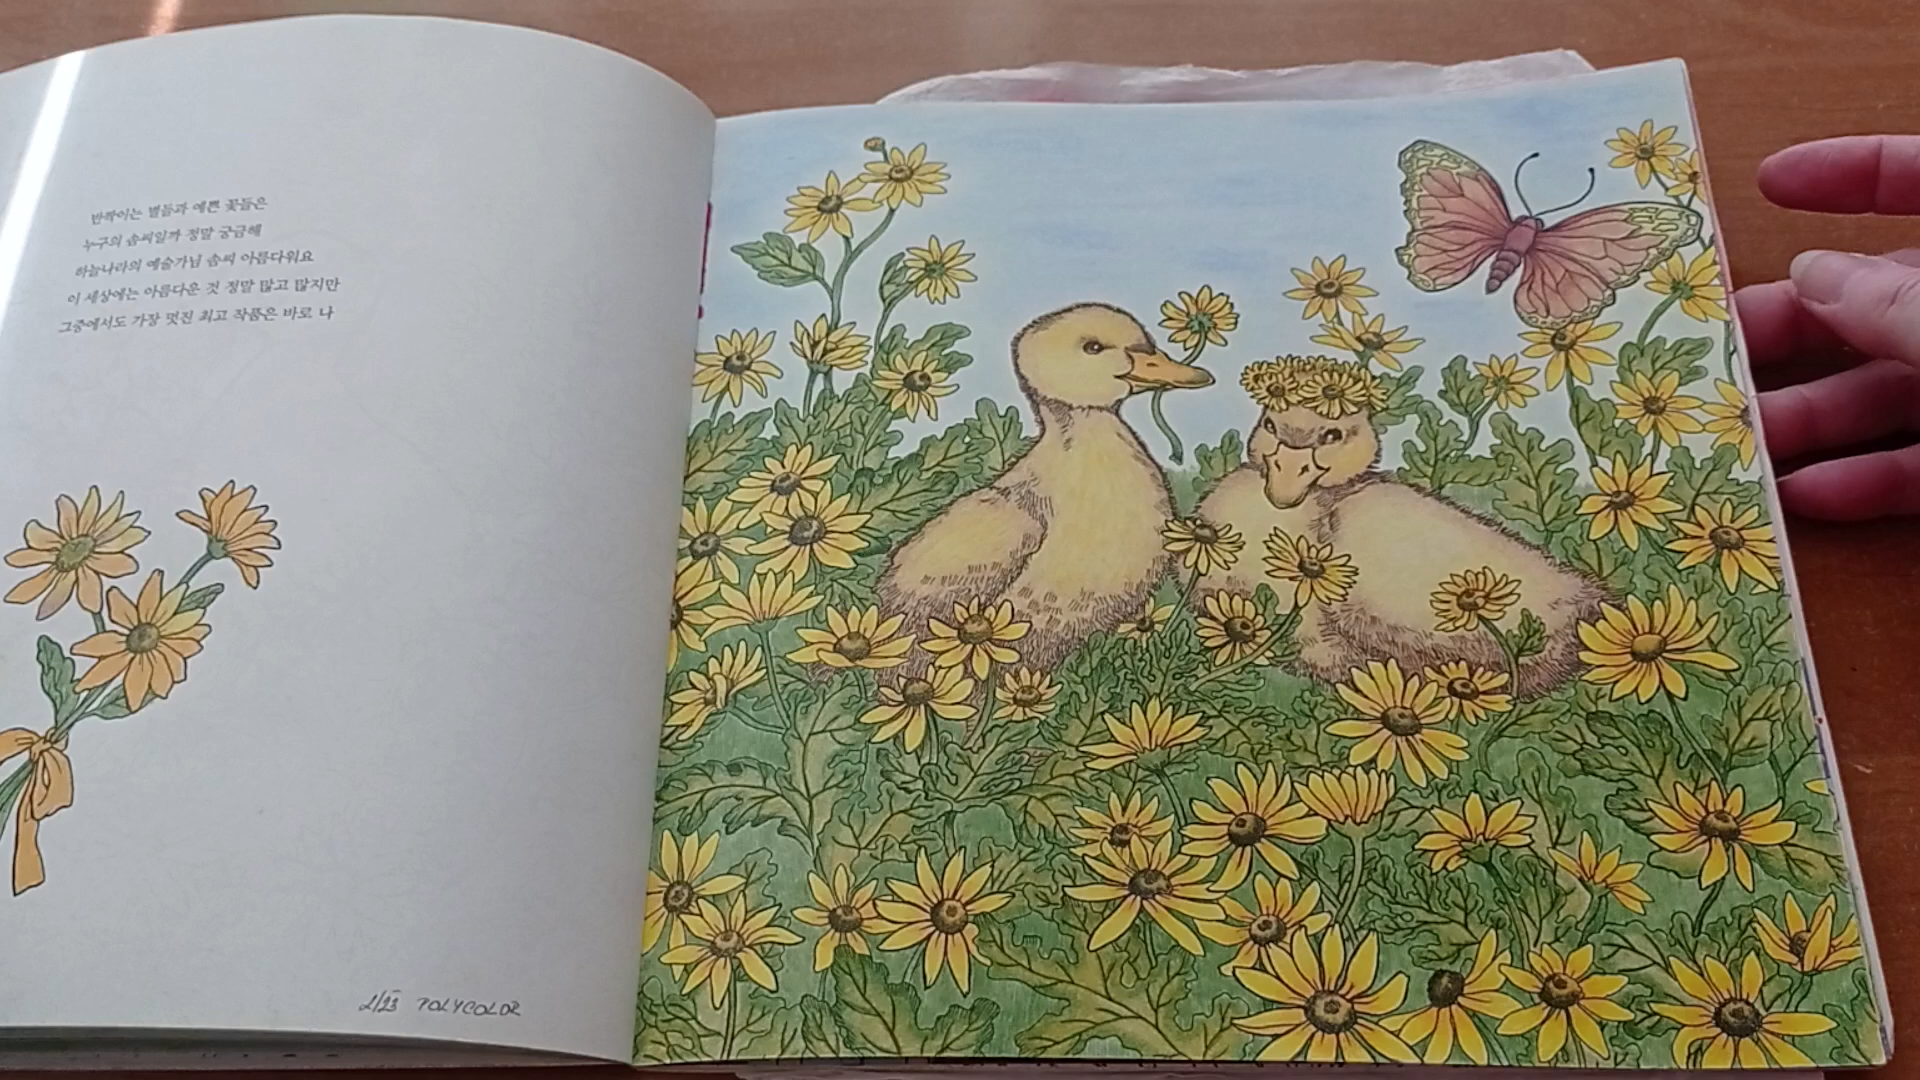 반짝이는 별들과 예쁜 꽃들은
누구의 솜씨일까 정말 궁금해
하늘나라의 예술가님 솜씨 아름다워요
이 세상에는 아름다운 것 정말 많고 많지만
그중에서도 가장 멋진 최고 작품은 바로 나
2/23 POLYCOLOR